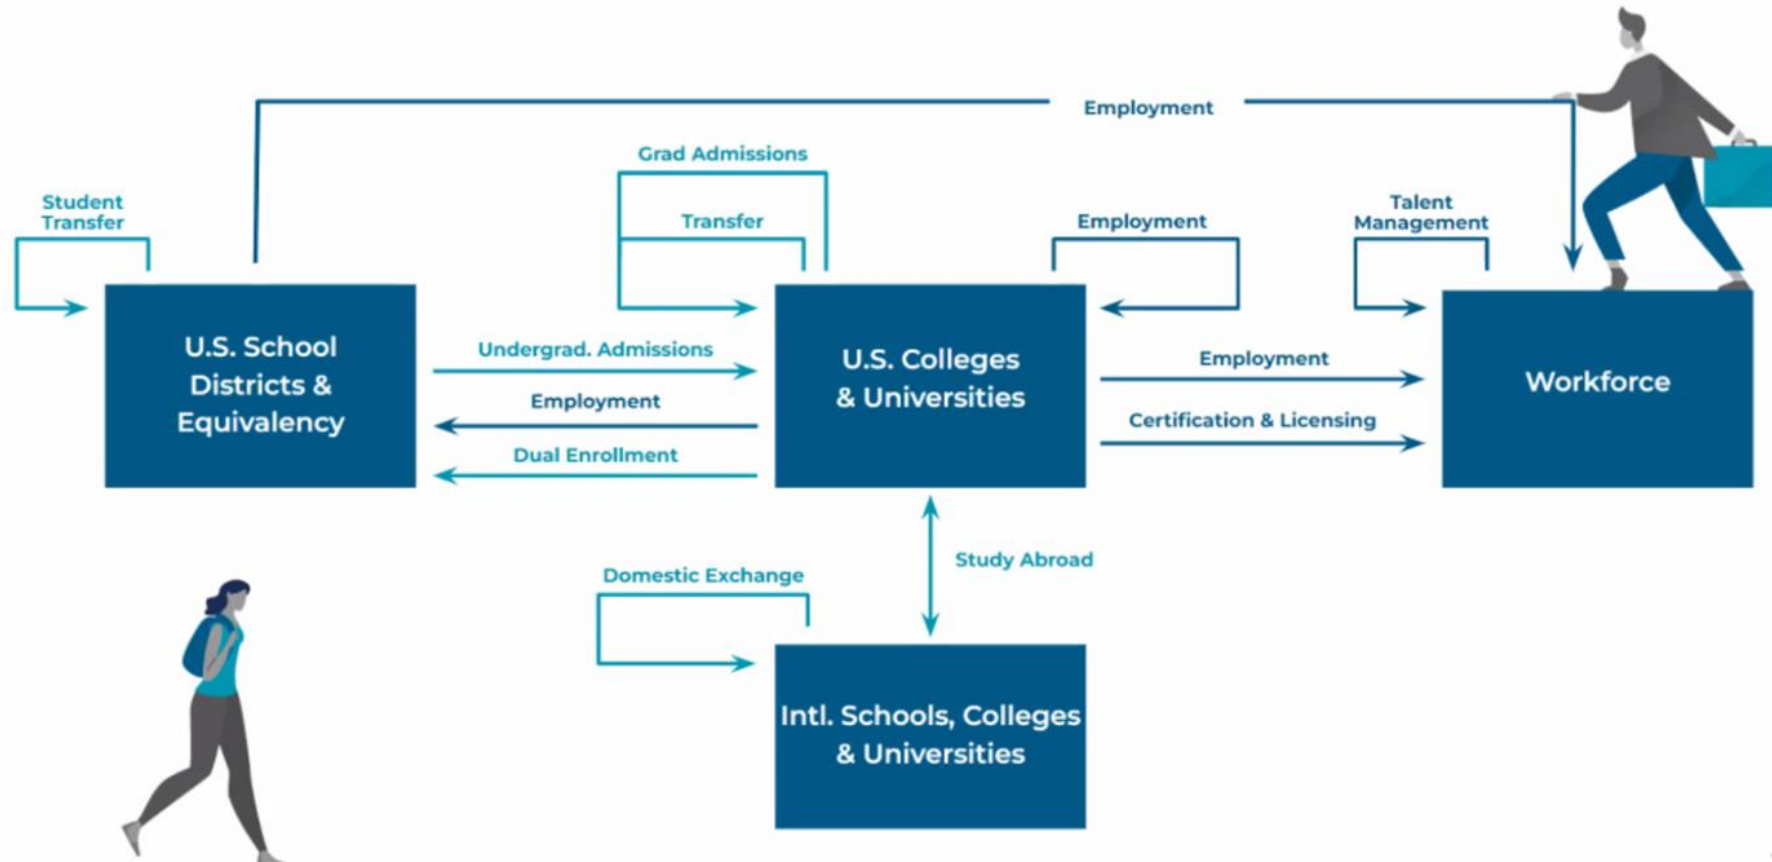 Employment
Grad Admissions
Student
Transfer
Transfer
Employment
Talent
Management
U.S. School
Districts &
Equivalency
Undergrad. Admissions
Employment
Dual Enrollment
U.S. Colleges
& Universities
Employment
Certification & Licensing
Workforce
Study Abroad
Domestic Exchange
Intl. Schools, Colleges
& Universities